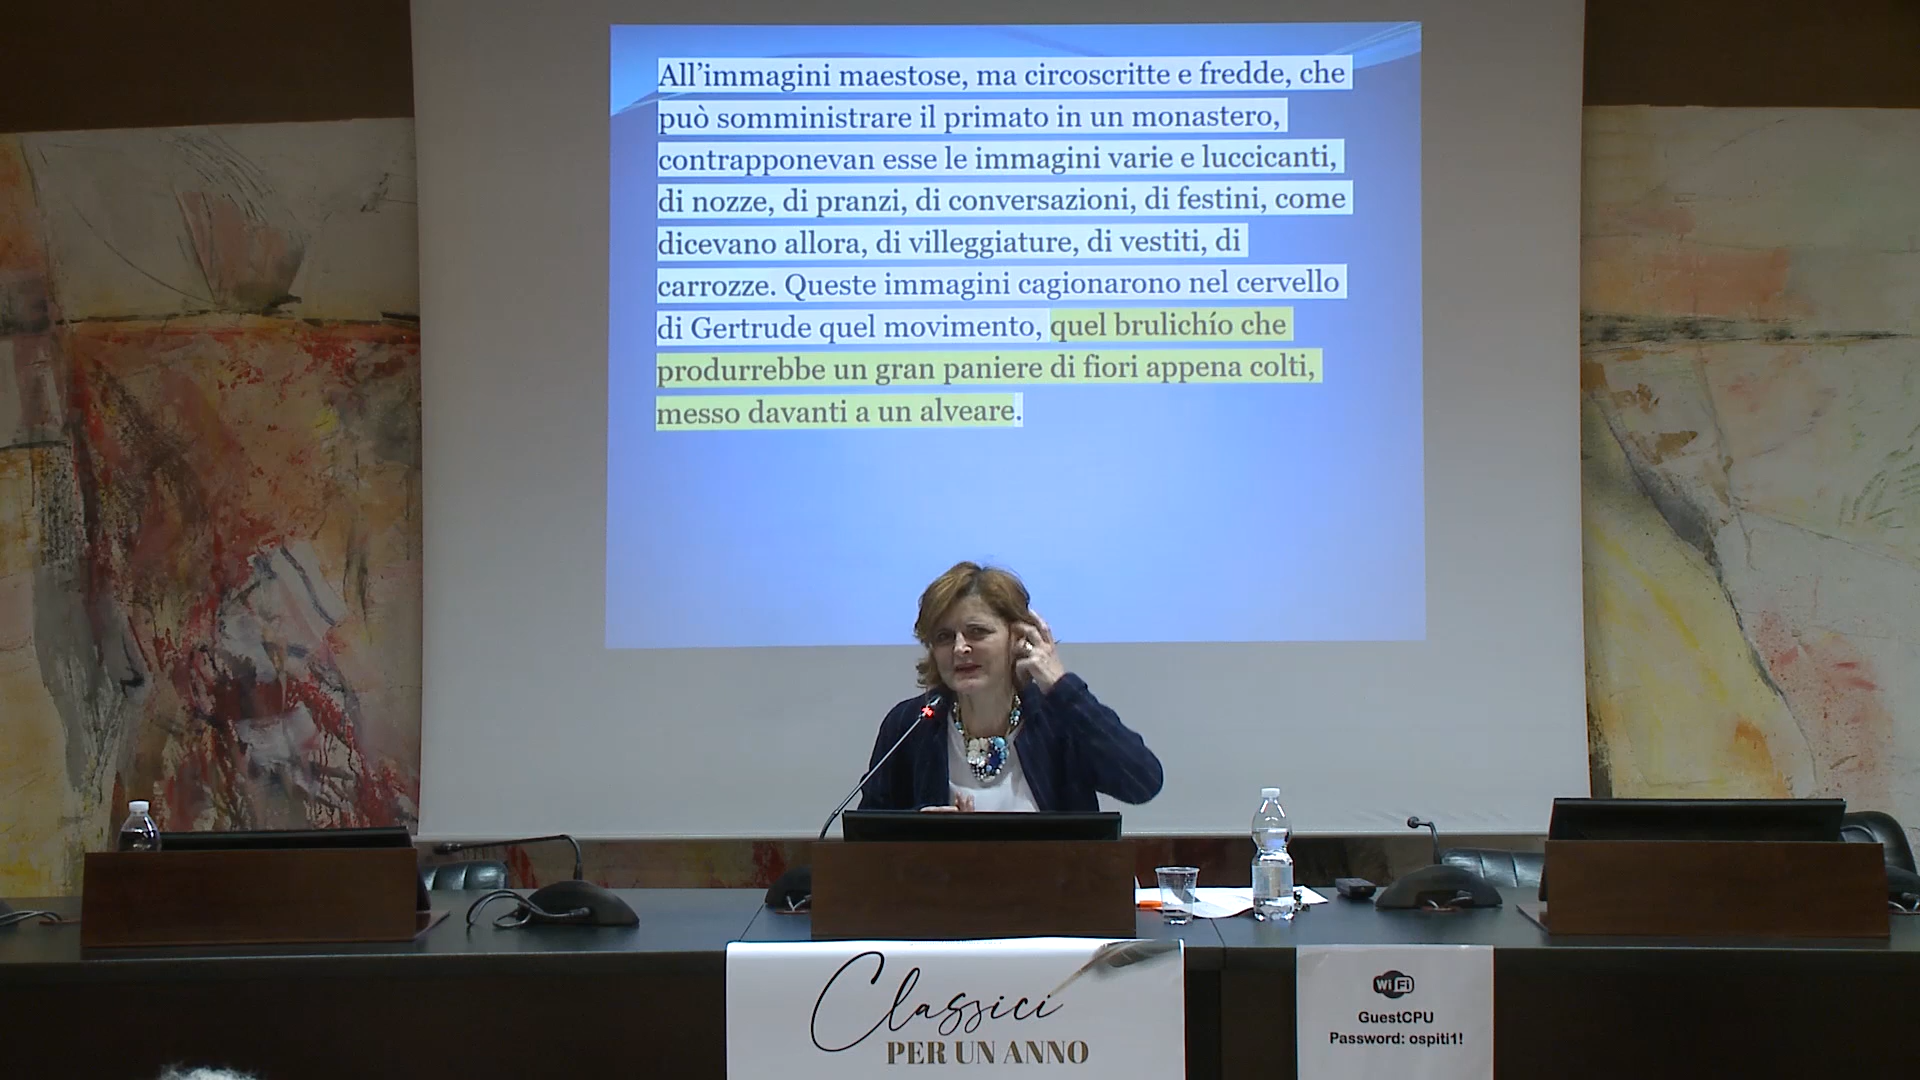 All’immagini maestose, ma circoscritte e fredde, che
può somministrare il primato in un monastero,
contrapponevan esse le immagini varie e luccicanti,
di nozze, di pranzi, di conversazioni, di festini, come
dicevano allora, di villeggiature, di vestiti, di
carrozze. Queste immagini cagionarono nel cervello
di Gertrude quel movimento, quel brulichío che
produrrebbe un gran paniere di fiori appena colti,
messo davanti a un alveare.
Classici
PER UN ANNO
Wi Fi
GuestCPU
Password: ospiti1!